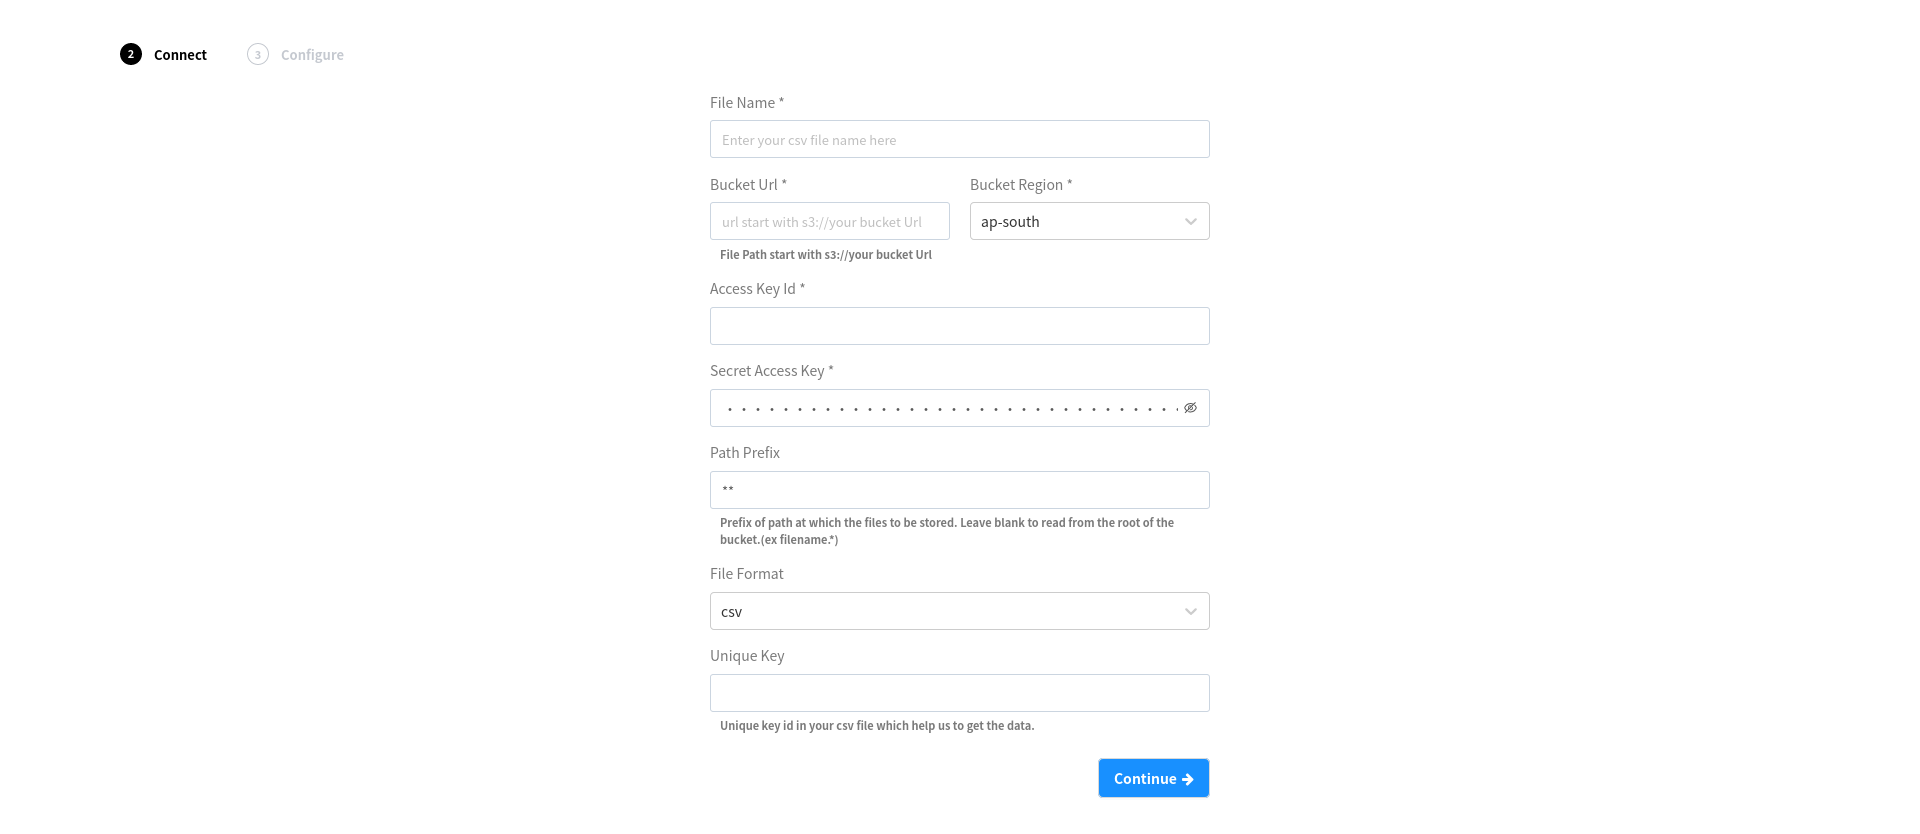 2 Connect 3 Configure
File Name *
Enter your csv file name here
Bucket Url * Bucket Region *
url start with s3://your bucket Url ap-south
File Path start with s3://your bucket Url
Access Key Id *
Secret Access Key *
Path Prefix
**
Prefix of path at which the files to be stored. Leave blank to read from the root of the
bucket.(ex filename.*)
File Format
csv
Unique Key
Unique key id in your csv file which help us to get the data.
Continue →